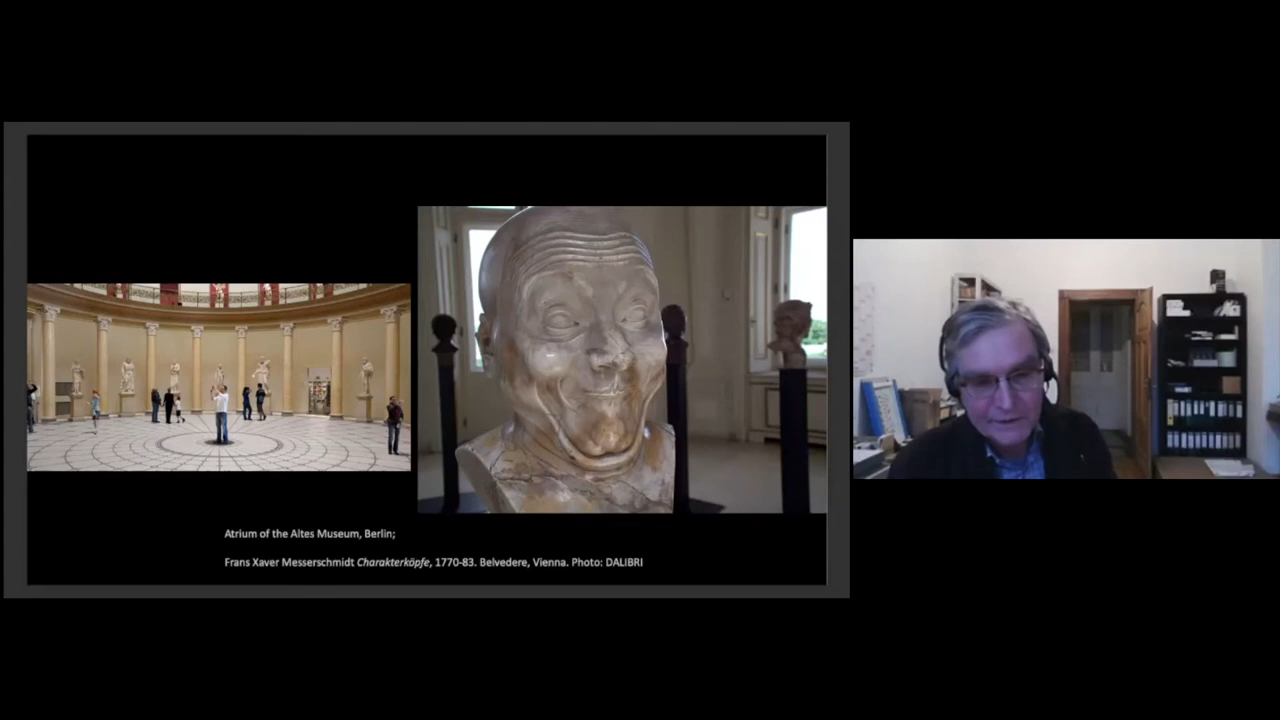 Atrium of the Altes Museum, Berlin;
Frans Xaver Messerschmidt Charakterköpfe, 1770-83. Belvedere, Vienna. Photo: DALIBRI